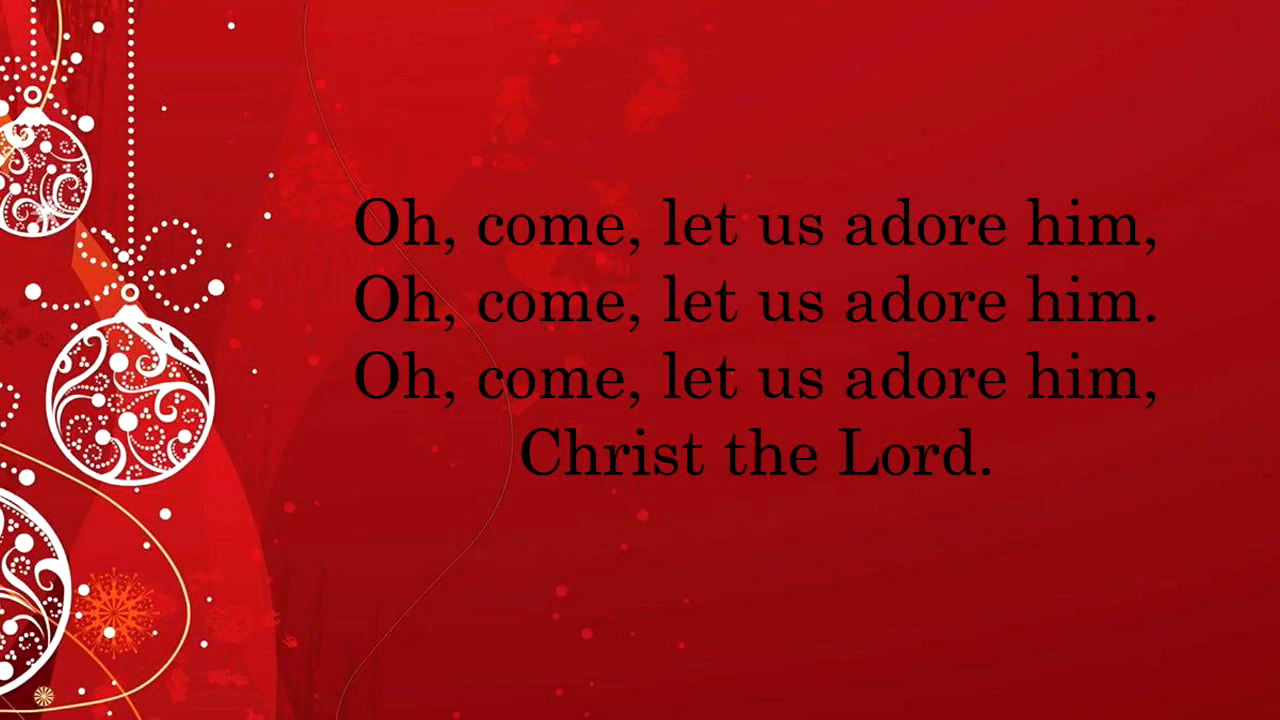 Oh, come, let us adore him,
Oh, come, let us adore him.
Oh, come, let us adore him,
Christ the Lord.